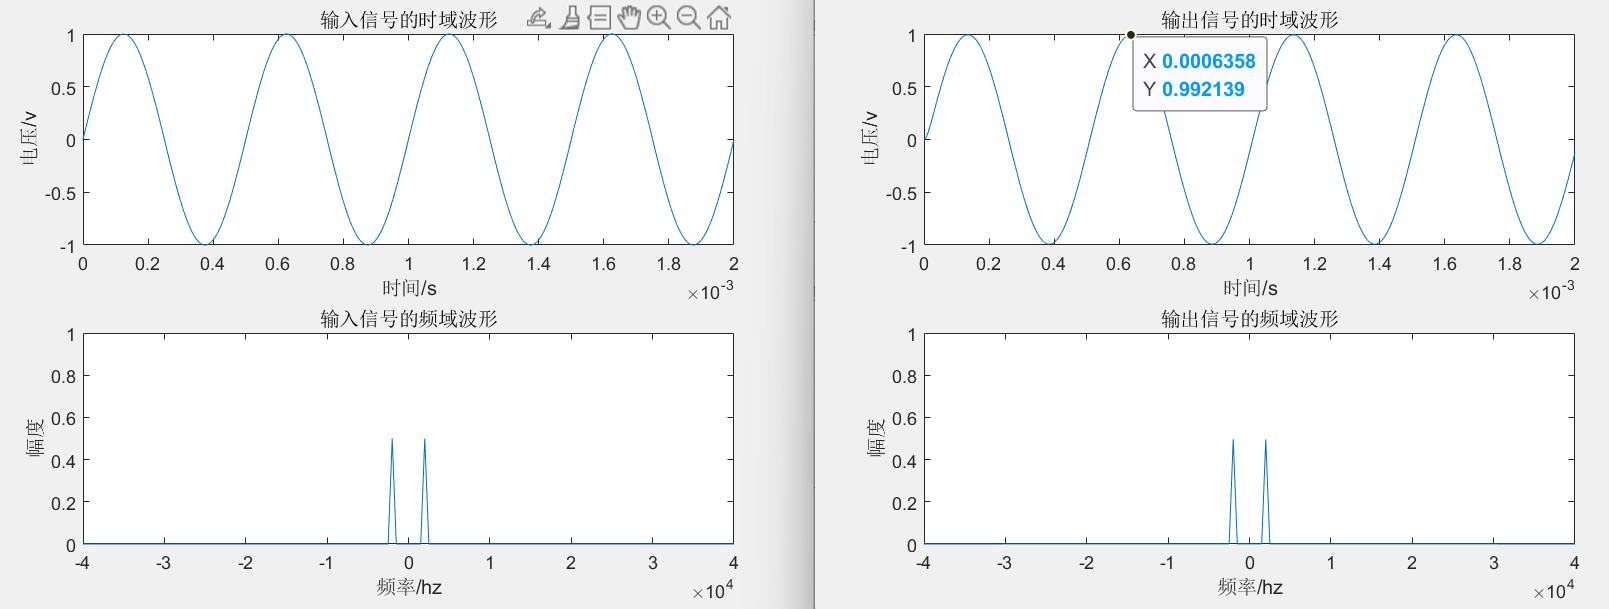 输入信号的时域波形
1
0.5
0
-0.5
-1
电压/v
0 0.2 0.4 0.6 0.8 1 1.2 1.4 1.6 1.8 2
时间/s
×10-3
输入信号的频域波形
1
0.8
0.6
0.4
0.2
0
幅度
-4 -3 -2 -1 0 1 2 3 4
频率/hz
×104
输出信号的时域波形
X 0.0006358
Y 0.992139
1
0.5
0
-0.5
-1
电压/v
0 0.2 0.4 0.6 0.8 1 1.2 1.4 1.6 1.8 2
时间/s
×10-3
输出信号的频域波形
1
0.8
0.6
0.4
0.2
0
幅度
-4 -3 -2 -1 0 1 2 3 4
频率/hz
×104